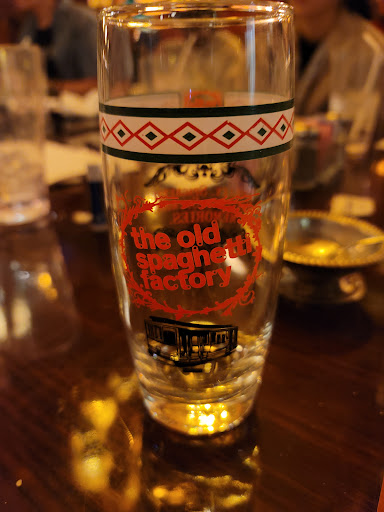 the old
spaghetti
factory